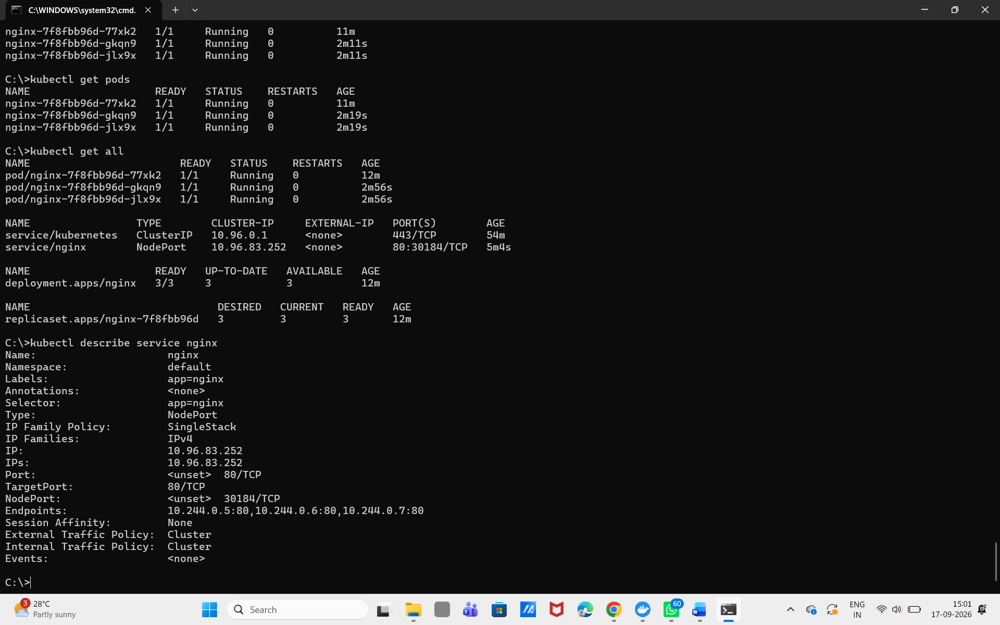 C:\WINDOWS\system32\cmd.
nginx-7f8fbb96d-77xk2   1/1     Running   0          11m
nginx-7f8fbb96d-gkqn9   1/1     Running   0          2m11s
nginx-7f8fbb96d-jlx9x   1/1     Running   0          2m11s
C:\>kubectl get pods
NAME                    READY   STATUS    RESTARTS   AGE
nginx-7f8fbb96d-77xk2   1/1     Running   0          11m
nginx-7f8fbb96d-gkqn9   1/1     Running   0          2m19s
nginx-7f8fbb96d-jlx9x   1/1     Running   0          2m19s
C:\>kubectl get all
NAME                        READY   STATUS    RESTARTS   AGE
pod/nginx-7f8fbb96d-77xk2   1/1     Running   0          12m
pod/nginx-7f8fbb96d-gkqn9   1/1     Running   0          2m56s
pod/nginx-7f8fbb96d-jlx9x   1/1     Running   0          2m56s
NAME                 TYPE        CLUSTER-IP     EXTERNAL-IP   PORT(S)        AGE
service/kubernetes   ClusterIP   10.96.0.1      <none>        443/TCP        54m
service/nginx        NodePort    10.96.83.252   <none>        80:30184/TCP   5m4s
NAME                    READY   UP-TO-DATE   AVAILABLE   AGE
deployment.apps/nginx   3/3     3            3           12m
NAME                              DESIRED   CURRENT   READY   AGE
replicaset.apps/nginx-7f8fbb96d   3         3         3       12m
C:\>kubectl describe service nginx
Name:                     nginx
Namespace:                default
Labels:                   app=nginx
Annotations:              <none>
Selector:                 app=nginx
Type:                     NodePort
IP Family Policy:         SingleStack
IP Families:              IPv4
IP:                       10.96.83.252
IPs:                      10.96.83.252
Port:                     <unset>  80/TCP
TargetPort:               80/TCP
NodePort:                 <unset>  30184/TCP
Endpoints:                10.244.0.5:80,10.244.0.6:80,10.244.0.7:80
Session Affinity:         None
External Traffic Policy:  Cluster
Internal Traffic Policy:  Cluster
Events:                   <none>
C:\>
3
28°C
Partly sunny
Search
60
ENG
IN
15:01
17-09-2026